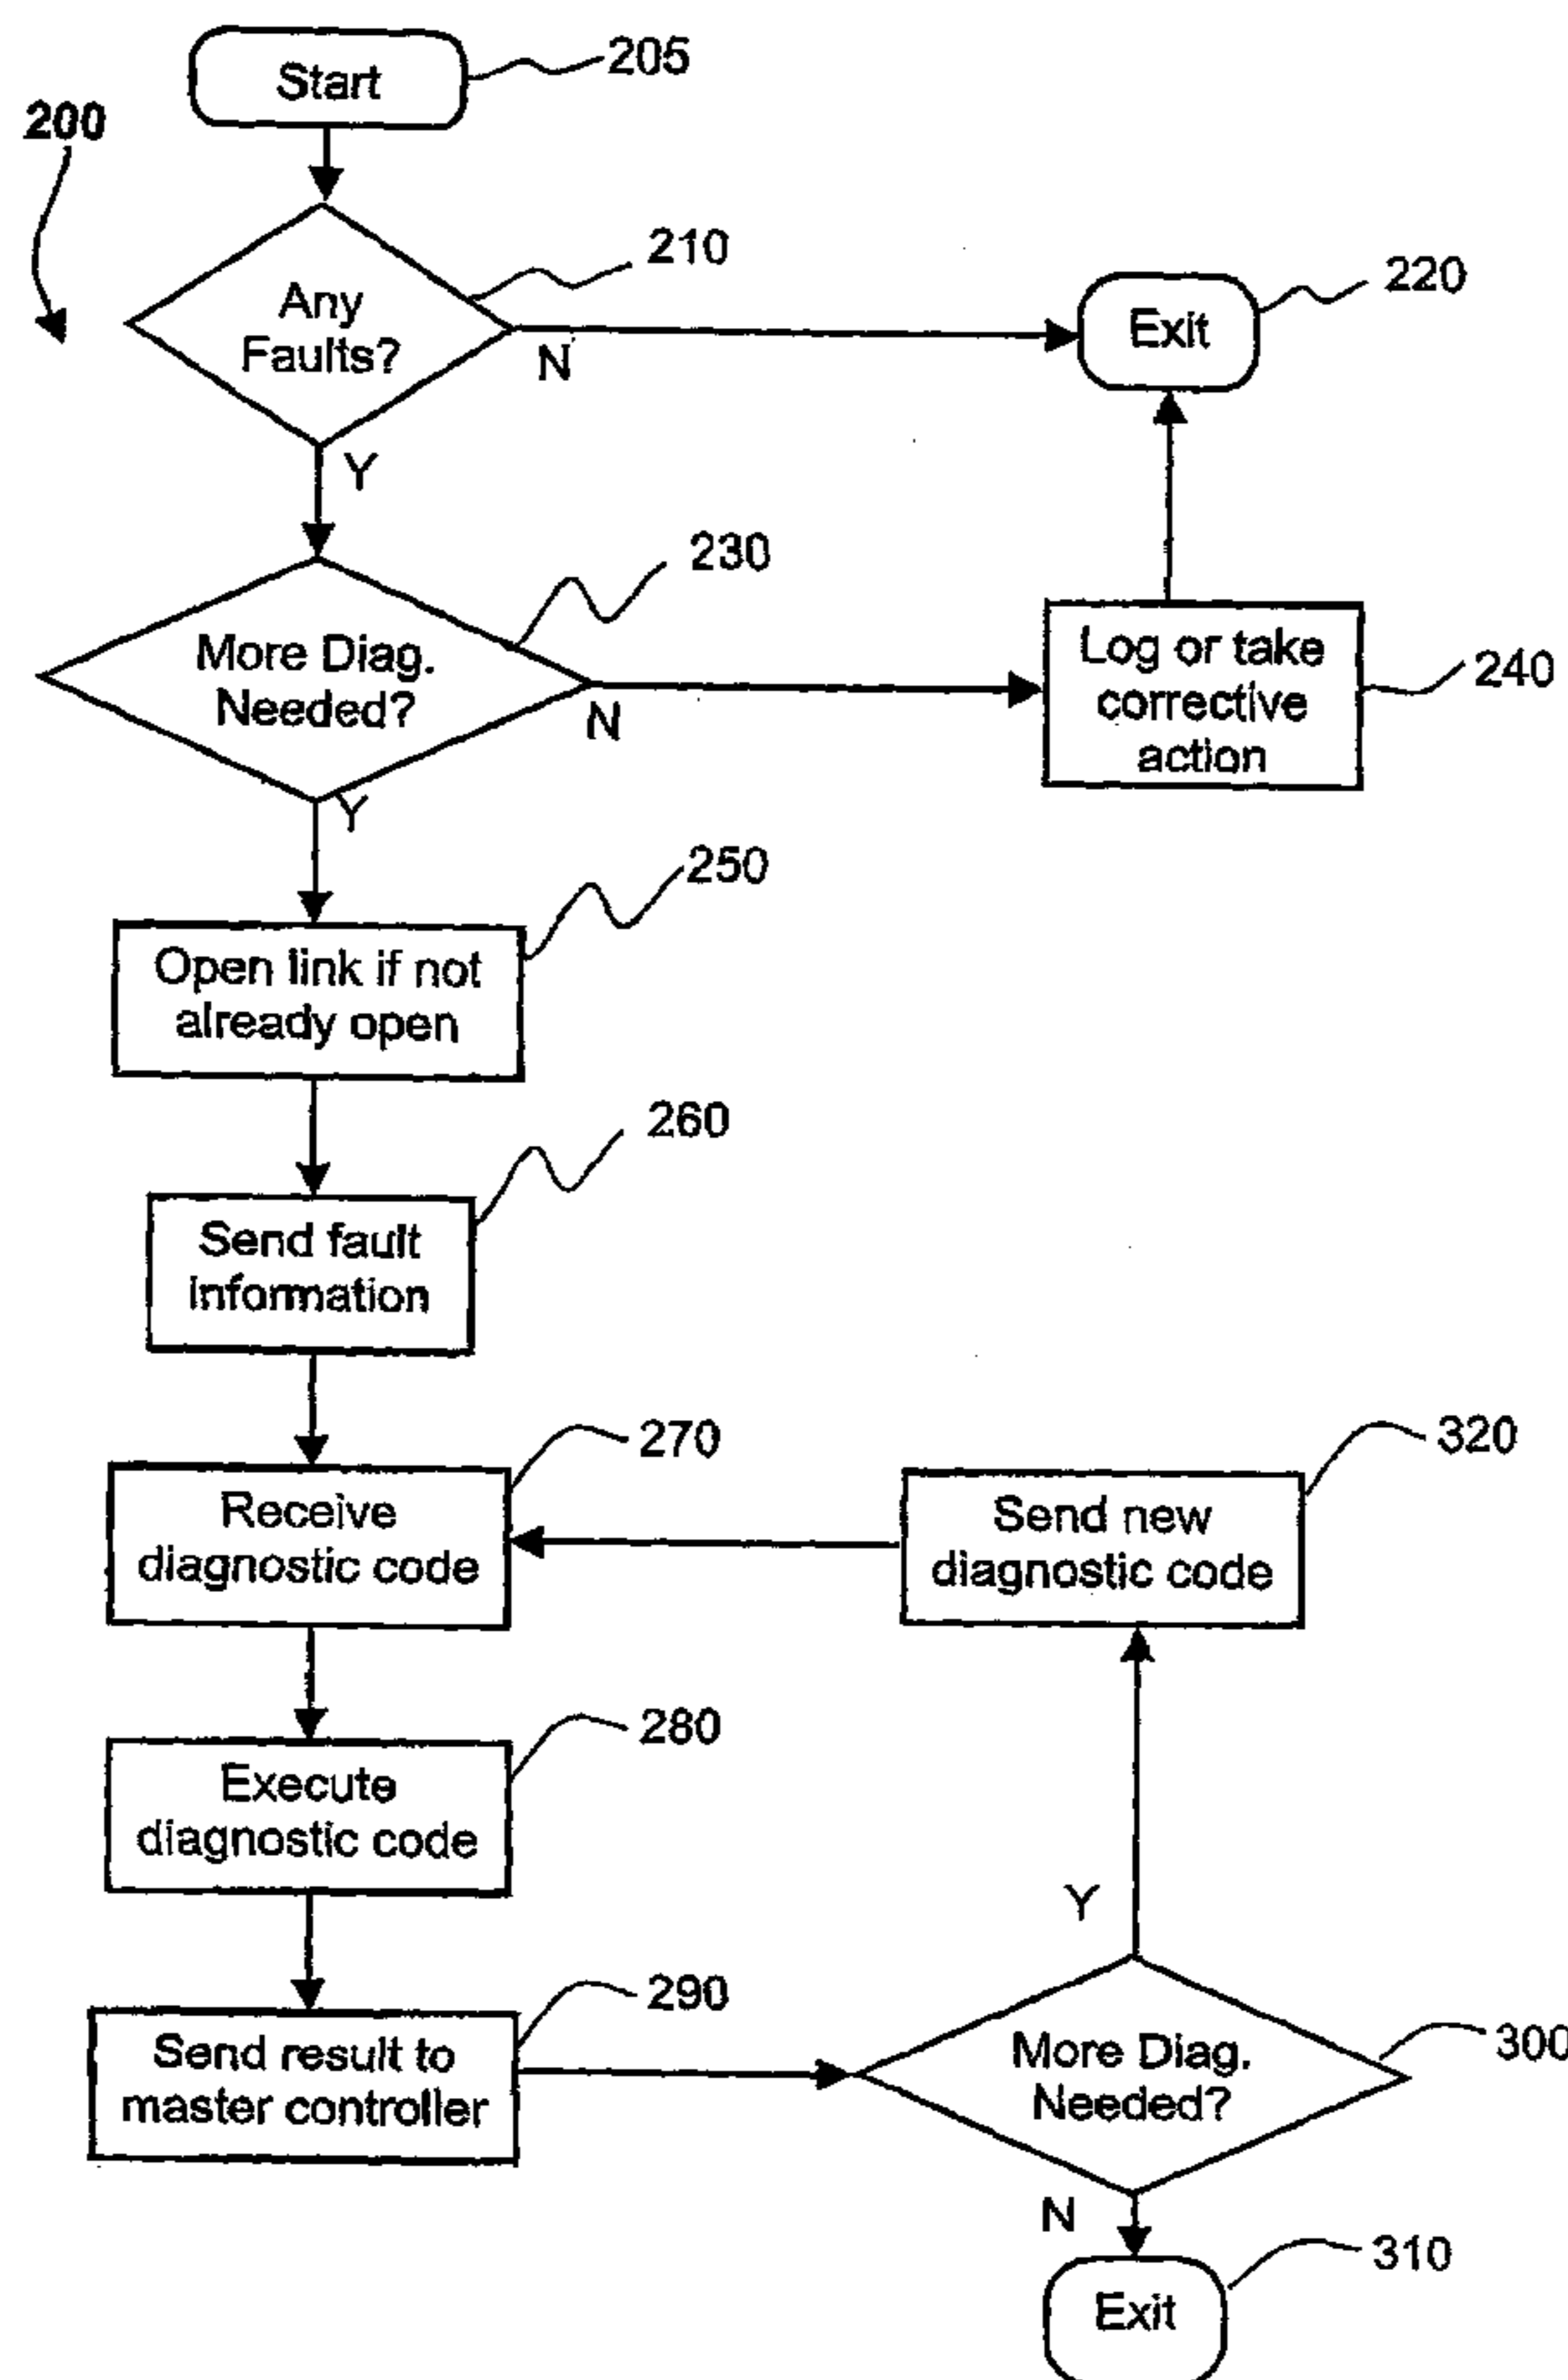 Start
205
200
Any
Faults?
210
N
Exit
220
Y
More Diag.
Needed?
230
N
Log or take
corrective
action
240
Y
Open link if not
already open
250
Send fault
information
260
Receive
diagnostic code
270
Send new
diagnostic code
320
Execute
diagnostic code
280
Y
Send result to
master controller
290
More Diag.
Needed?
300
N
Exit
310